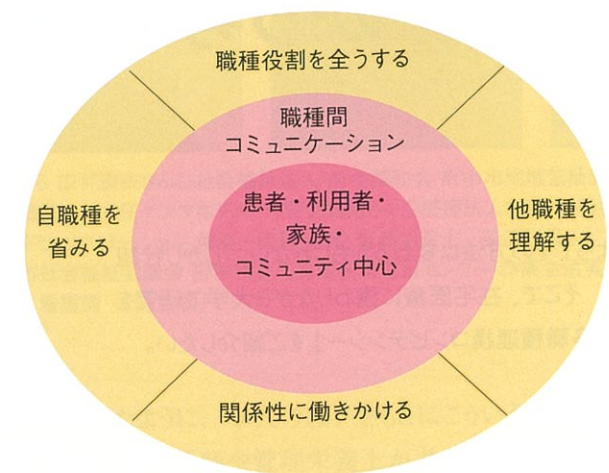 職種役割を全うする
職種間
コミュニケーション
患者・利用者・
家族・
コミュニティ中心
自職種を
省みる
他職種を
理解する
関係性に働きかける